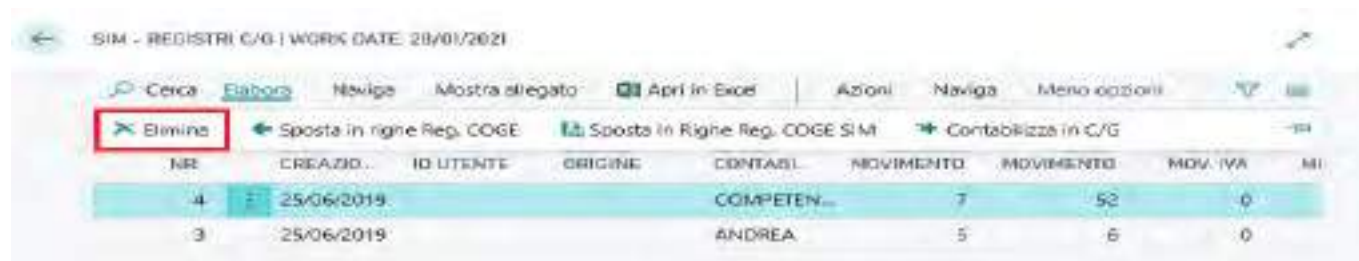 SIM - REGISTRI C/G | WORK DATE: 28/01/2021
Cerca Elabora Naviga Mostra allegato Apri in Excel Azioni Naviga Meno opzioni
Elimina Sposta in righe Reg. COGE Sposta in Righe Reg. COGE SIM Contabilizza in C/G
NR. CREAZIO... ID UTENTE ORIGINE CONTABI... MOVIMENTO MOVIMENTO MOV. IVA MI
4 25/06/2019 COMPETEN... 7 52 0
3 25/06/2019 ANDREA 5 6 0